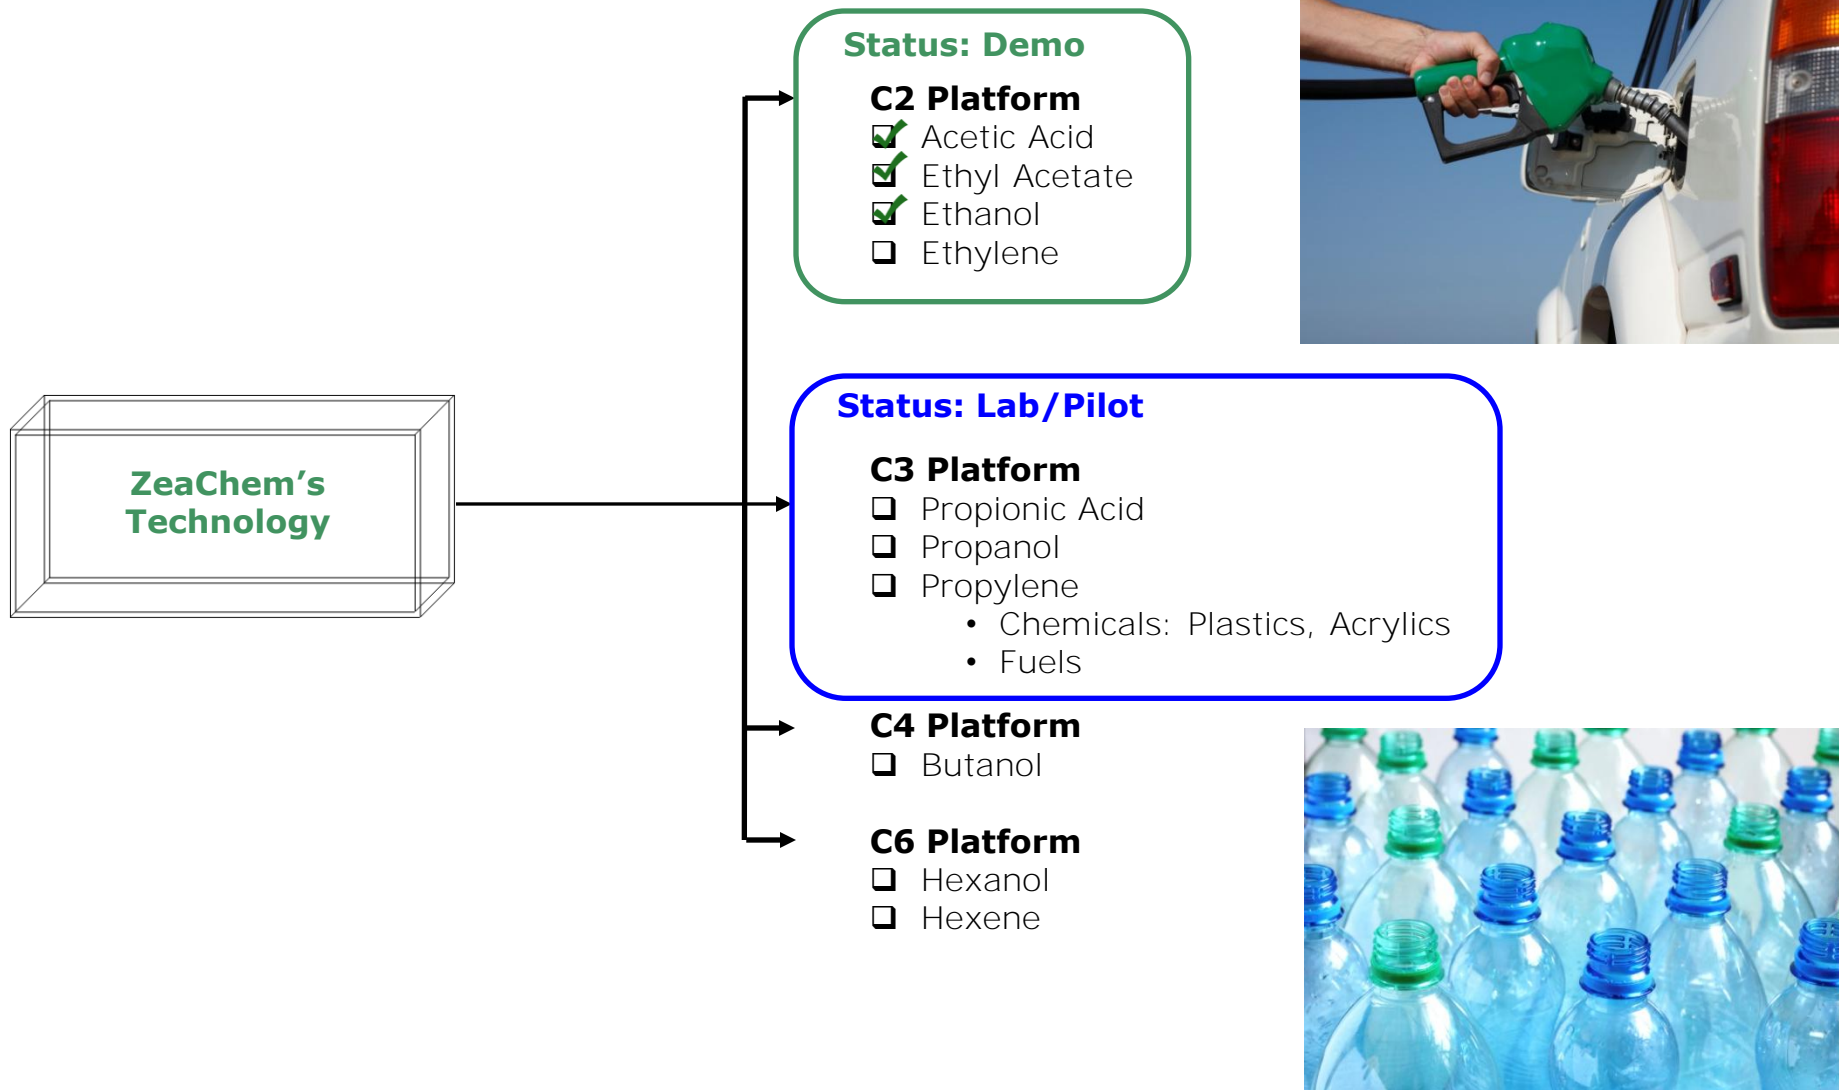 Status: Demo
C2 Platform
Acetic Acid
Ethyl Acetate
Ethanol
Ethylene
ZeaChem’s
Technology
Status: Lab/Pilot
C3 Platform
Propionic Acid
Propanol
Propylene
• Chemicals: Plastics, Acrylics
• Fuels
C4 Platform
Butanol
C6 Platform
Hexanol
Hexene